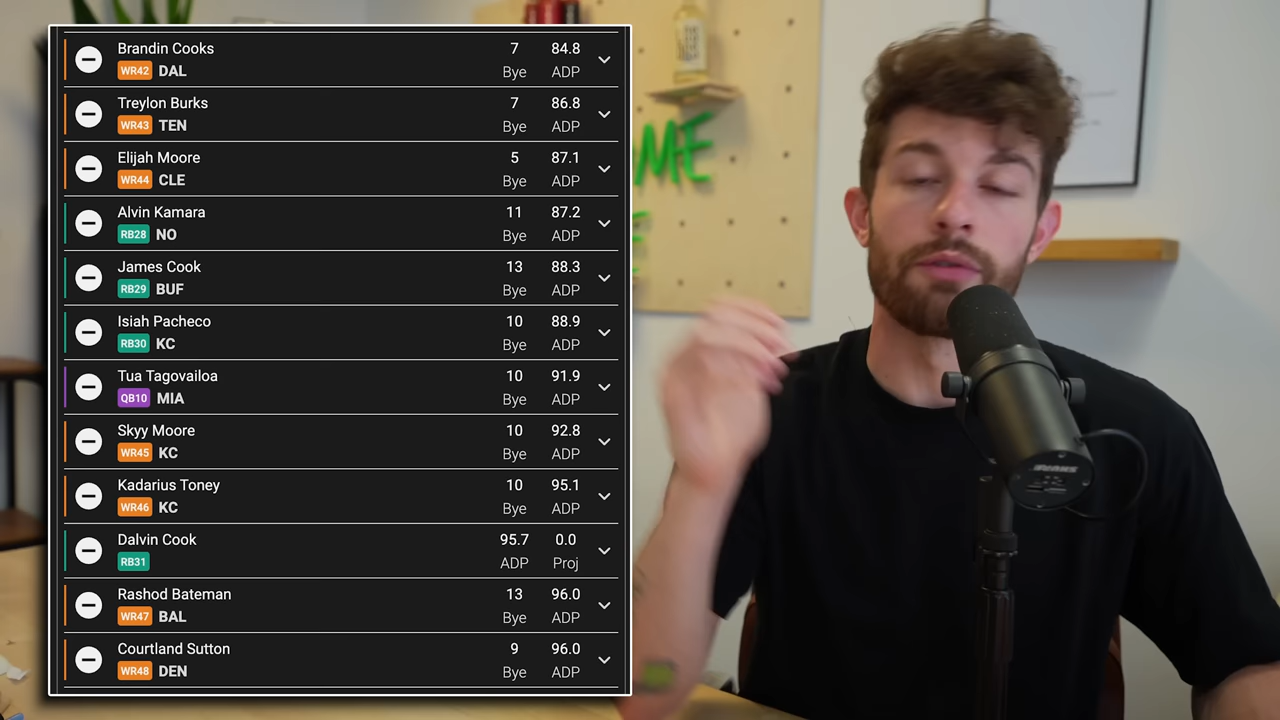 Brandin Cooks 7 84.8
WR42 DAL Bye ADP
Treylon Burks 7 86.8
WR43 TEN Bye ADP
Elijah Moore 5 87.1
WR44 CLE Bye ADP
Alvin Kamara 11 87.2
RB28 NO Bye ADP
James Cook 13 88.3
RB29 BUF Bye ADP
Isiah Pacheco 10 88.9
RB30 KC Bye ADP
Tua Tagovailoa 10 91.9
QB10 MIA Bye ADP
Skyy Moore 10 92.8
WR45 KC Bye ADP
Kadarius Toney 10 95.1
WR46 KC Bye ADP
Dalvin Cook 95.7 0.0
RB31 ADP Proj
Rashod Bateman 13 96.0
WR47 BAL Bye ADP
Courtland Sutton 9 96.0
WR48 DEN Bye ADP
ME